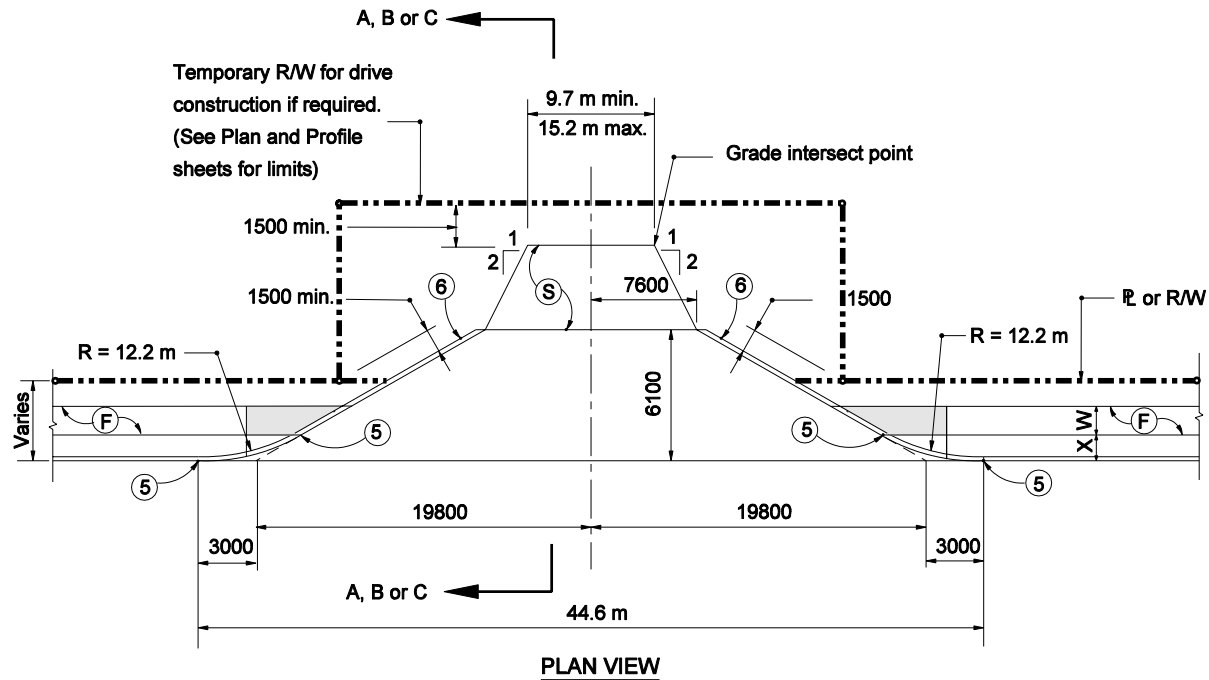 A, B or C
Temporary R/W for drive
construction if required.
(See Plan and Profile
sheets for limits)
9.7 m min.
15.2 m max.
Grade intersect point
1500 min.
1
2
1
2
6
S
7600
6
1500 min.
1500
℄ or R/W
R = 12.2 m
R = 12.2 m
Varies
F
5
6100
5
W
X
F
5
5
19800
19800
3000
3000
A, B or C
44.6 m
PLAN VIEW